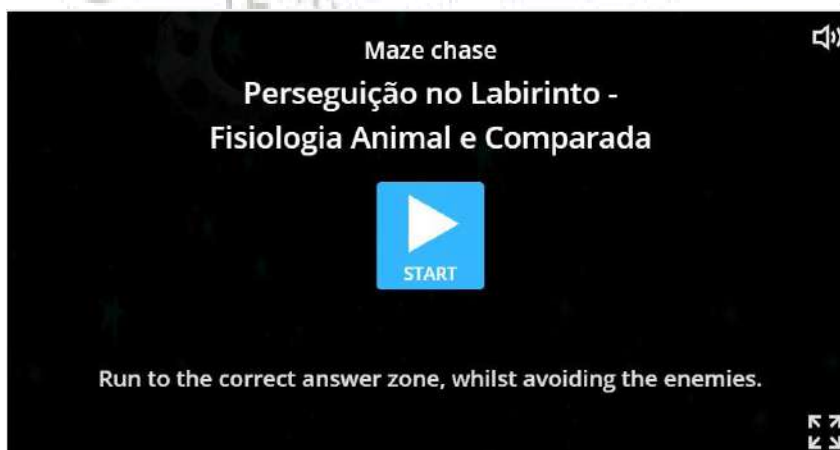 Maze chase
Perseguição no Labirinto -
Fisiologia Animal e Comparada
START
Run to the correct answer zone, whilst avoiding the enemies.